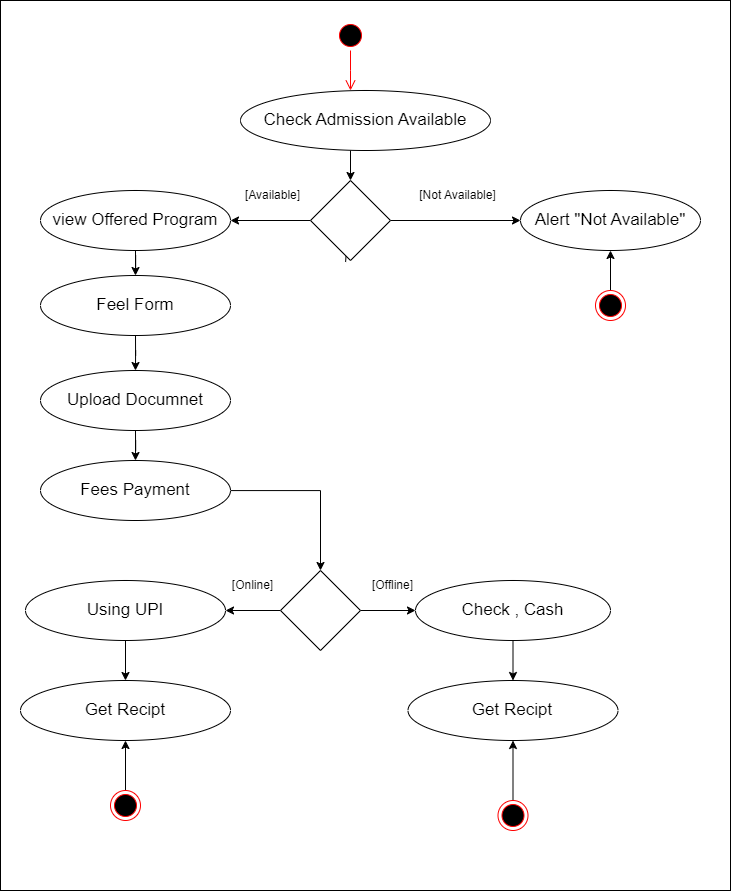 Check Admission Available
[Available]
[Not Available]
view Offered Program
Alert "Not Available"
Feel Form
Upload Documnet
Fees Payment
[Online]
[Offline]
Using UPI
Check , Cash
Get Recipt
Get Recipt